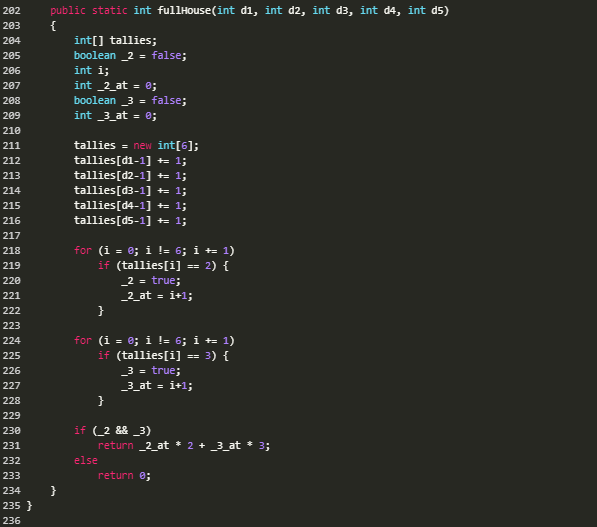 202     public static int fullHouse(int d1, int d2, int d3, int d4, int d5)
203     {
204         int[] tallies;
205         boolean _2 = false;
206         int i;
207         int _2_at = 0;
208         boolean _3 = false;
209         int _3_at = 0;
210
211         tallies = new int[6];
212         tallies[d1-1] += 1;
213         tallies[d2-1] += 1;
214         tallies[d3-1] += 1;
215         tallies[d4-1] += 1;
216         tallies[d5-1] += 1;
217
218         for (i = 0; i != 6; i += 1)
219             if (tallies[i] == 2) {
220                 _2 = true;
221                 _2_at = i+1;
222             }
223
224         for (i = 0; i != 6; i += 1)
225             if (tallies[i] == 3) {
226                 _3 = true;
227                 _3_at = i+1;
228             }
229
230         if (_2 && _3)
231             return _2_at * 2 + _3_at * 3;
232         else
233             return 0;
234     }
235 }
236